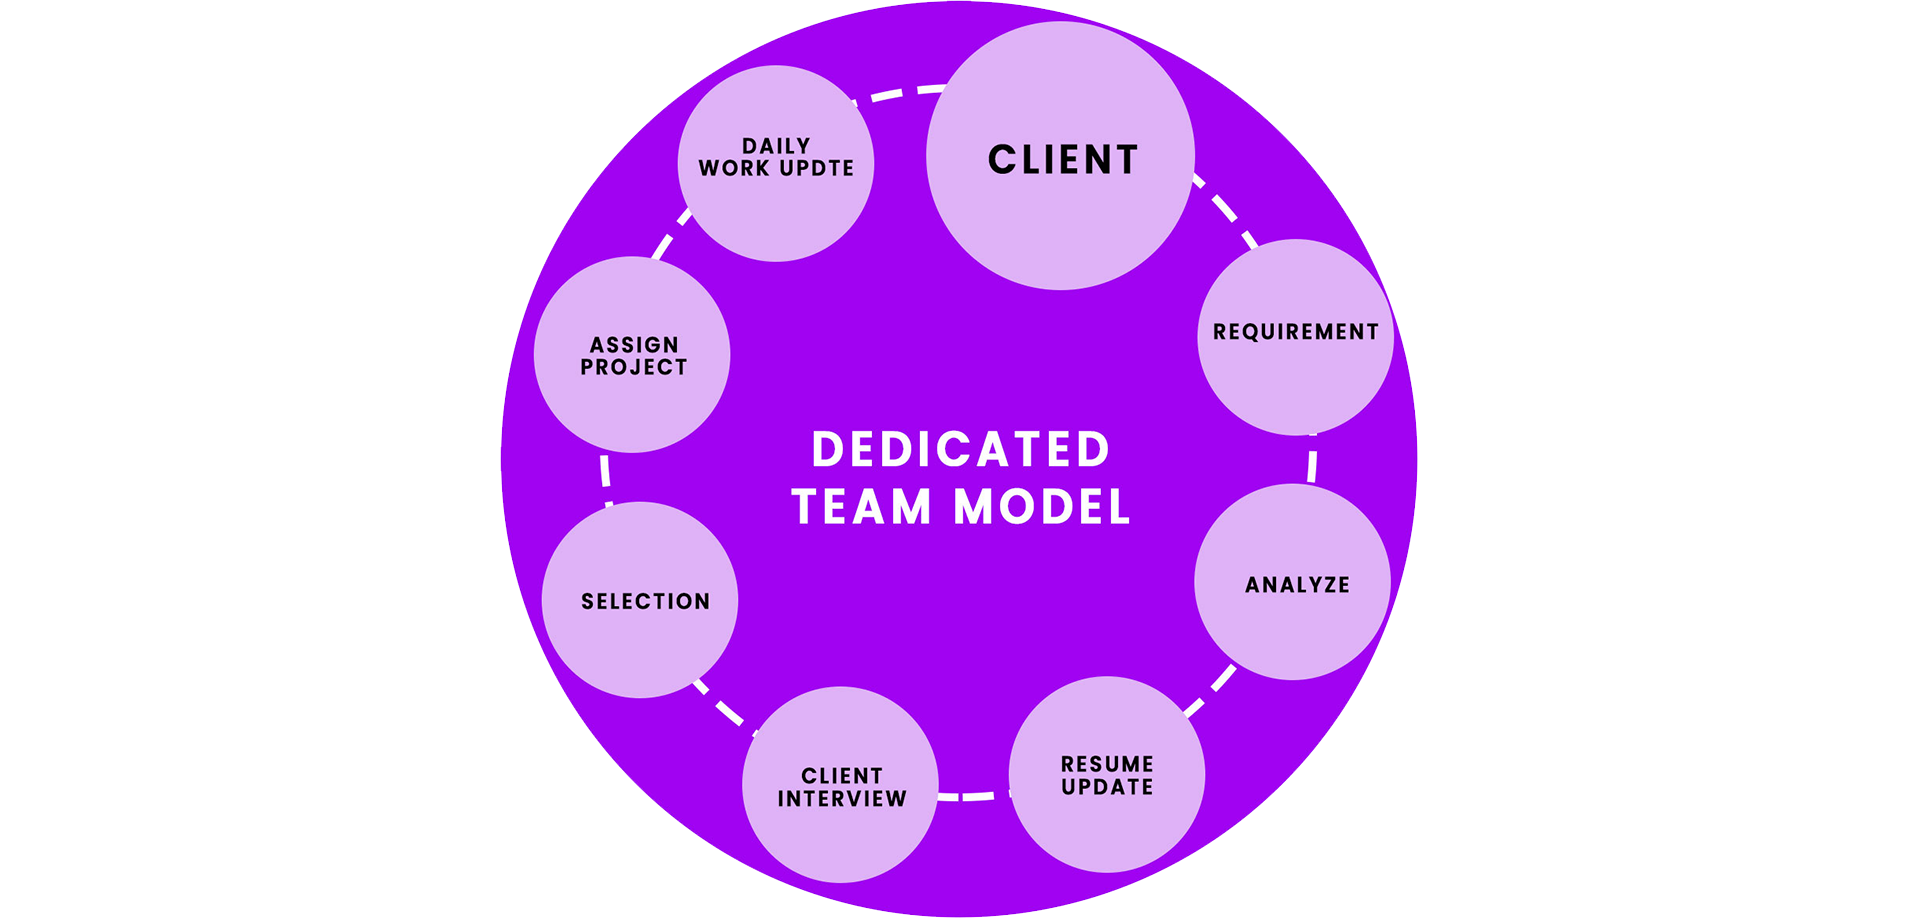 CLIENT
REQUIREMENT
ANALYZE
RESUME
UPDATE
CLIENT
INTERVIEW
SELECTION
ASSIGN
PROJECT
DAILY
WORK UPDTE
DEDICATED
TEAM MODEL